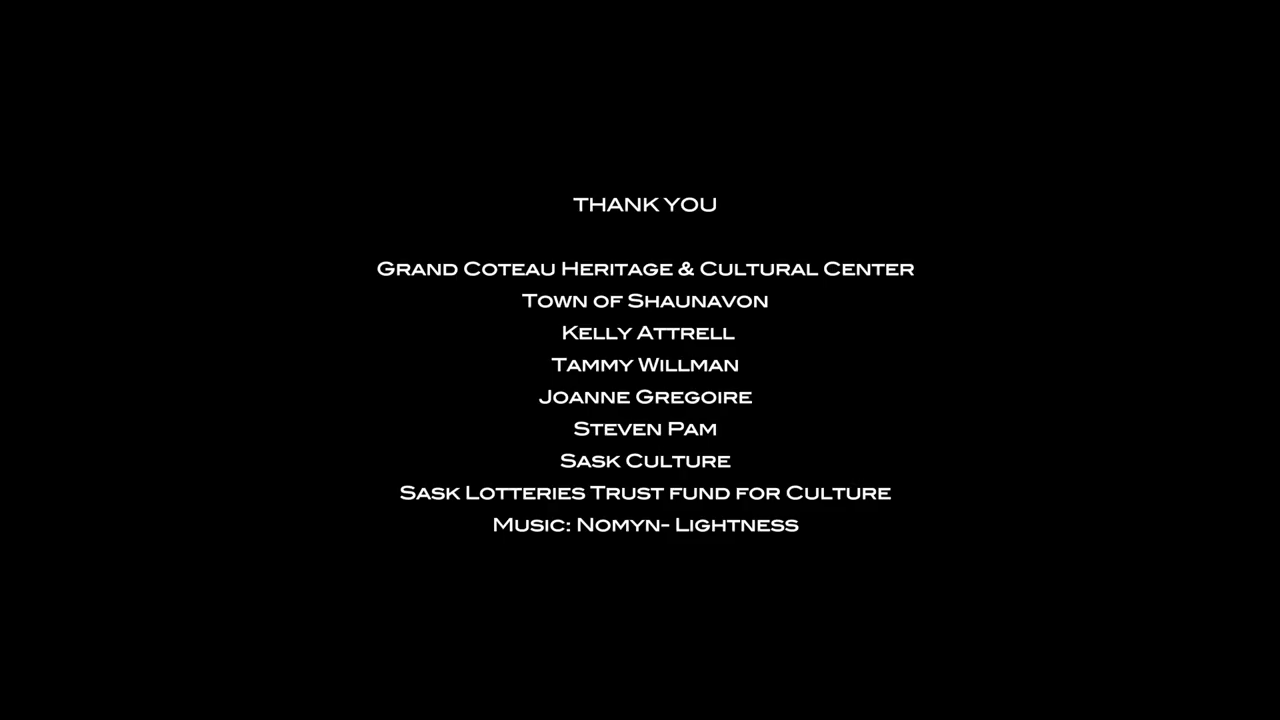 THANK YOU
GRAND COTEAU HERITAGE & CULTURAL CENTER
TOWN OF SHAUNAVON
KELLY ATTRELL
TAMMY WILLMAN
JOANNE GREGOIRE
STEVEN PAM
SASK CULTURE
SASK LOTTERIES TRUST FUND FOR CULTURE
MUSIC: NOMYN- LIGHTNESS